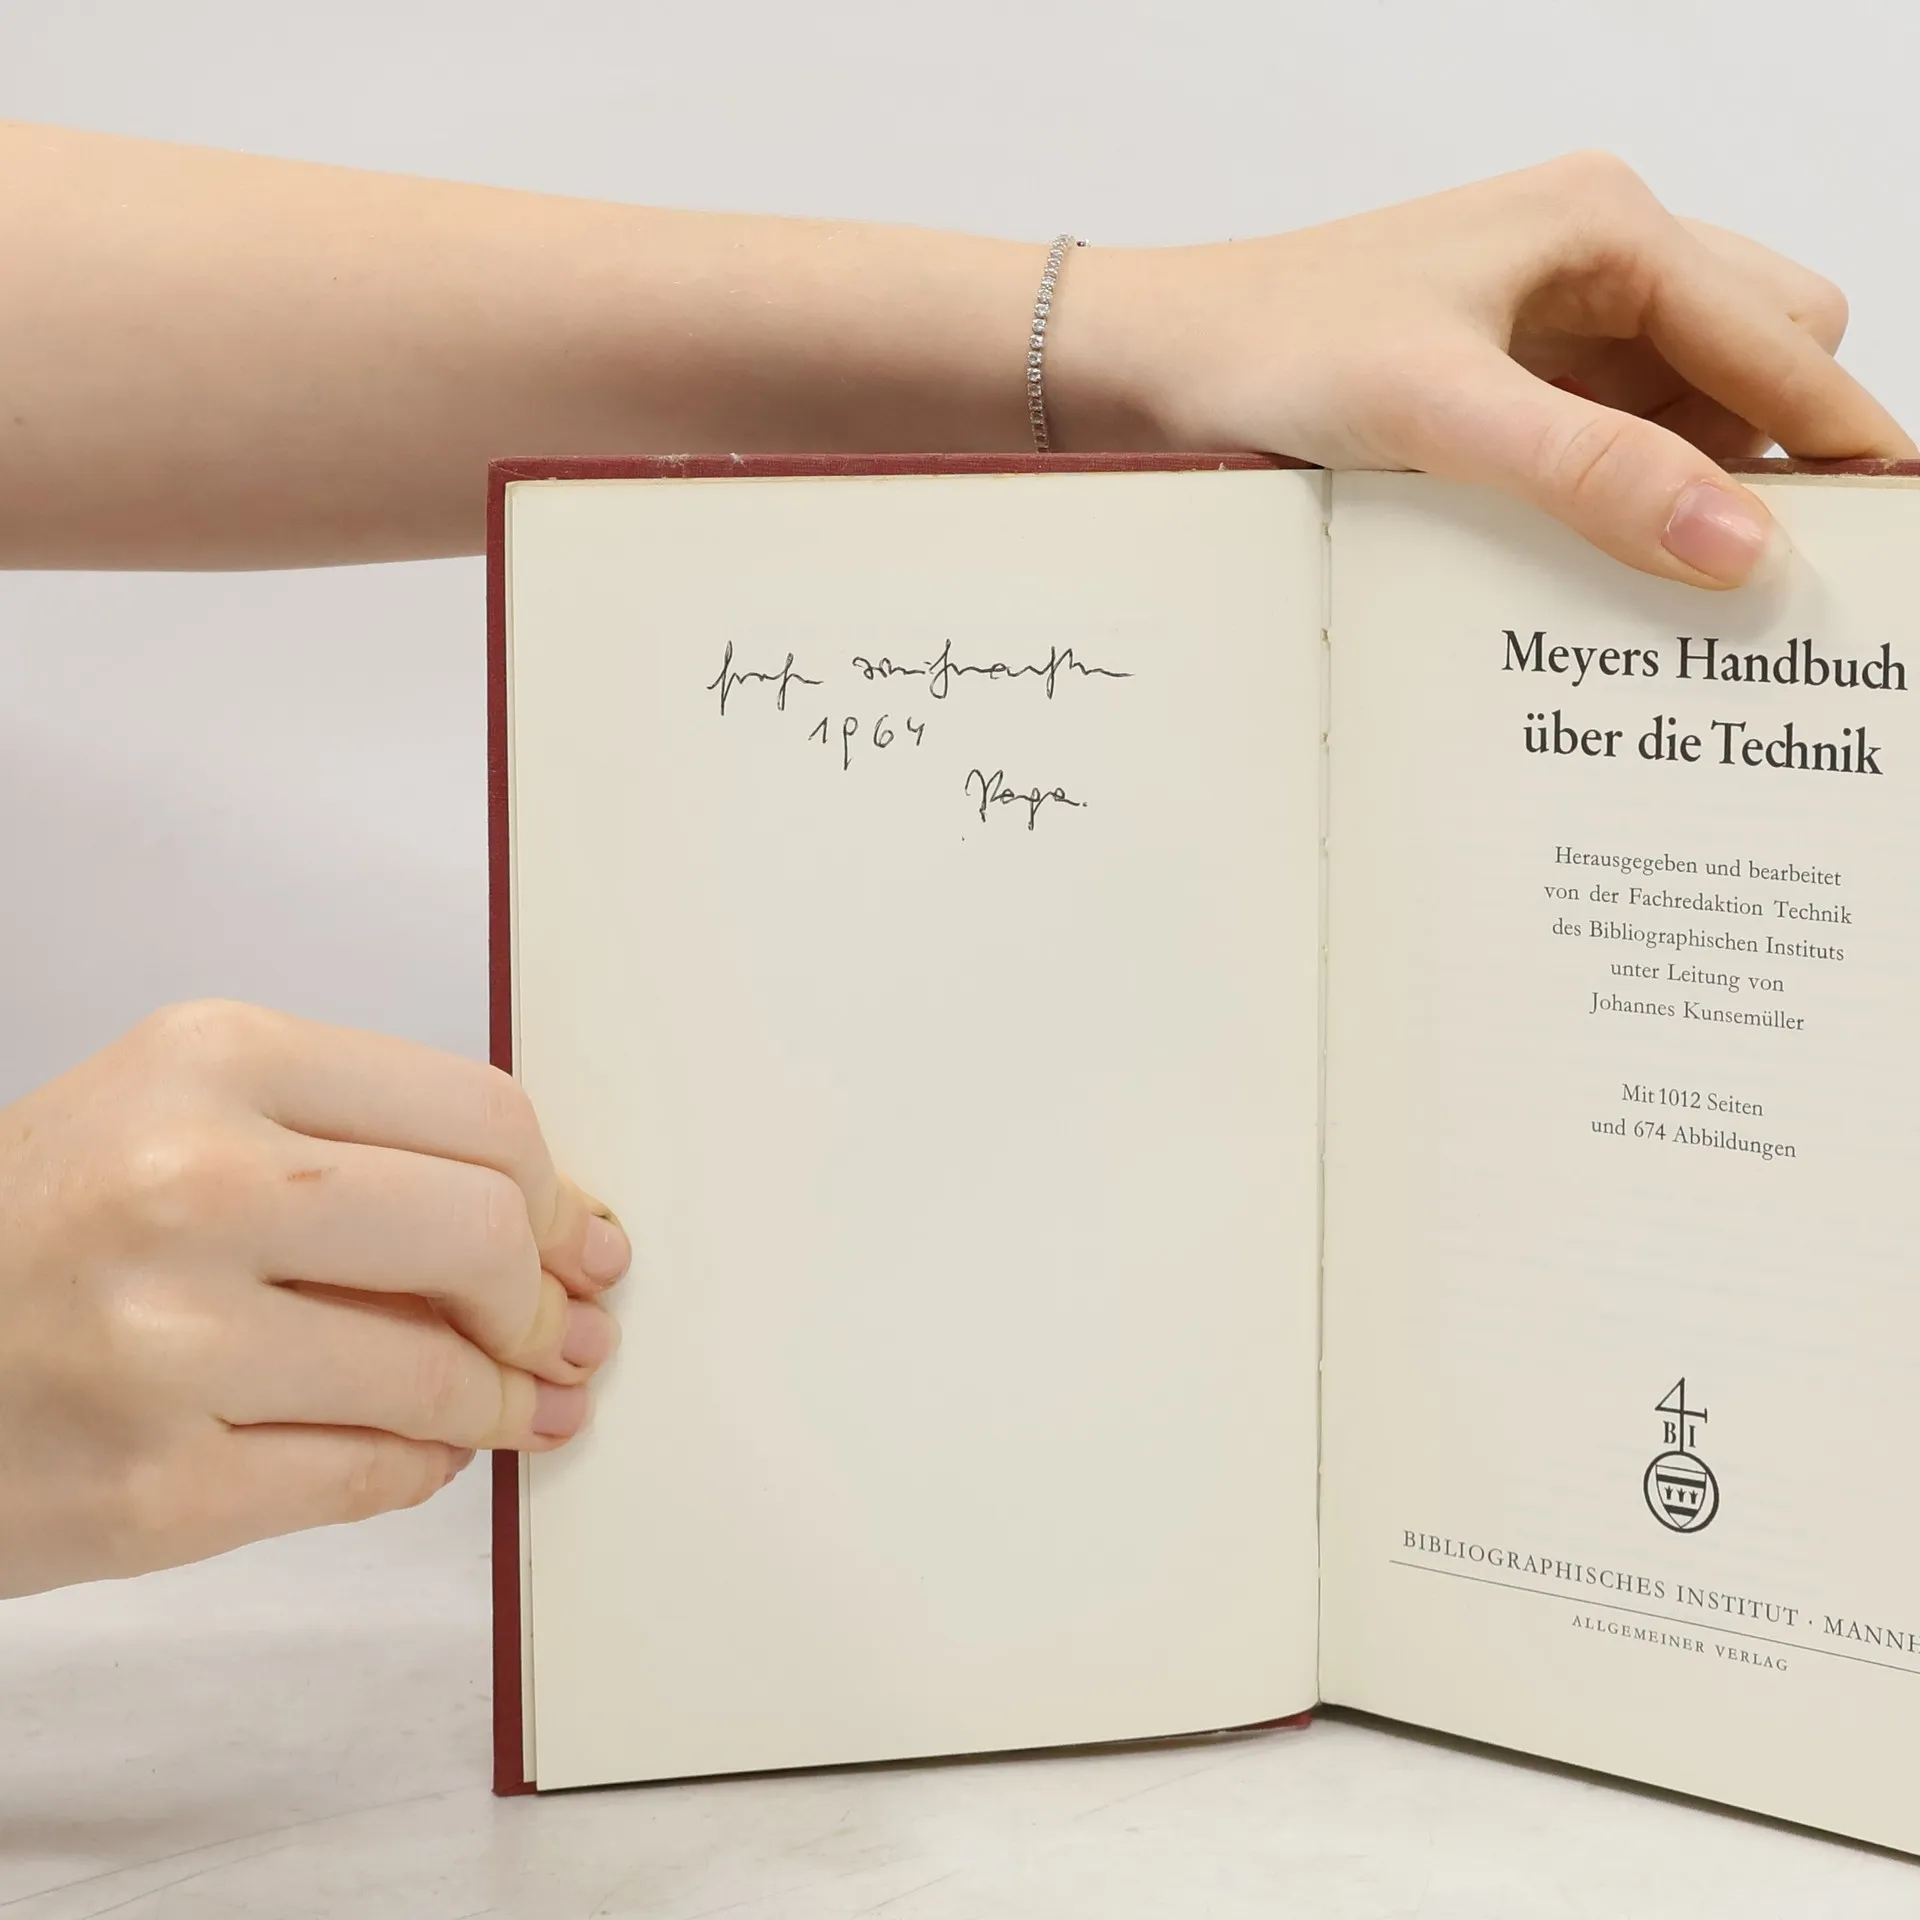 frohe Weihnachten
1964
Papa.
Meyers Handbuch
über die Technik
Herausgegeben und bearbeitet
von der Fachredaktion Technik
des Bibliographischen Instituts
unter Leitung von
Johannes Kunsemüller
Mit 1012 Seiten
und 674 Abbildungen
B I
BIBLIOGRAPHISCHES INSTITUT · MANNH
ALLGEMEINER VERLAG